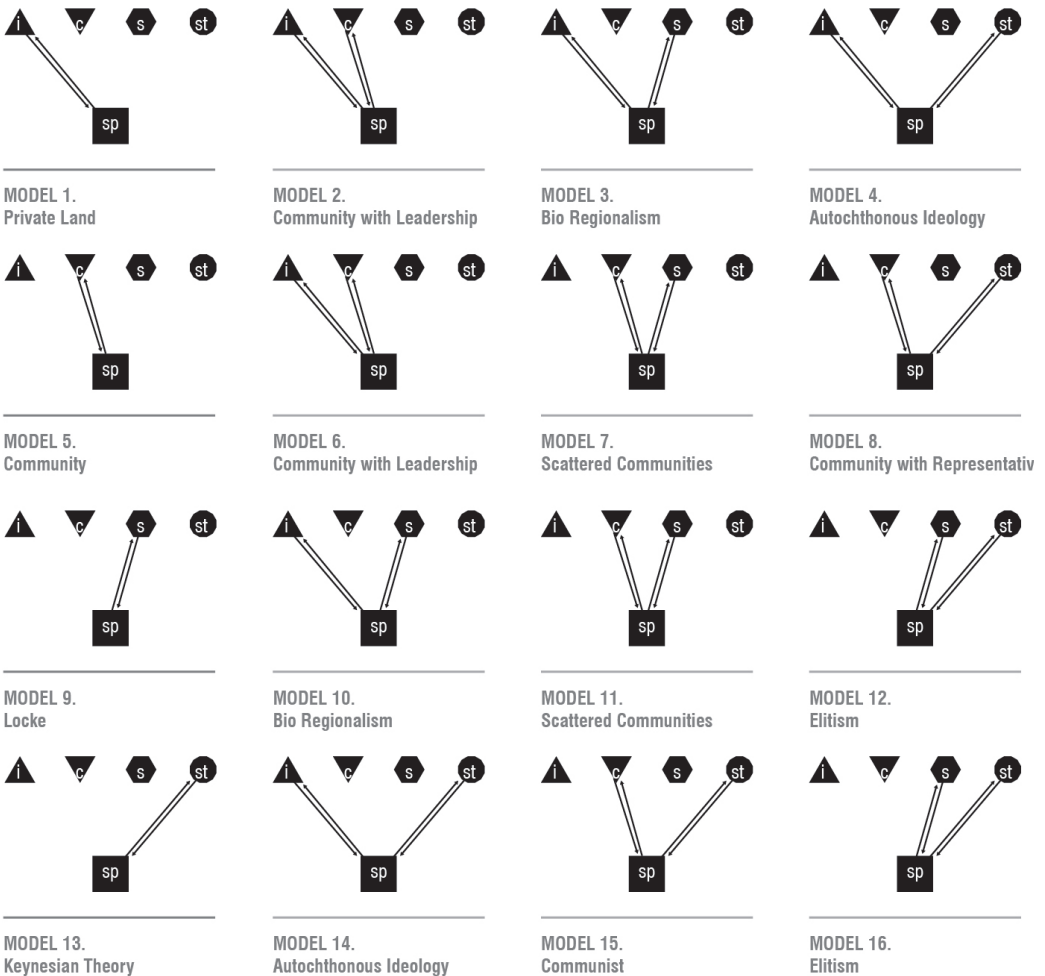 i c s st i c s st i c s st i c s st
sp sp sp sp
MODEL 1. MODEL 2. MODEL 3. MODEL 4.
Private Land Community with Leadership Bio Regionalism Autochthonous Ideology
i c s st i c s st i c s st i c s st
sp sp sp sp
MODEL 5. MODEL 6. MODEL 7. MODEL 8.
Community Community with Leadership Scattered Communities Community with Representativ
i c s st i c s st i c s st i c s st
sp sp sp sp
MODEL 9. MODEL 10. MODEL 11. MODEL 12.
Locke Bio Regionalism Scattered Communities Elitism
i c s st i c s st i c s st i c s st
sp sp sp sp
MODEL 13. MODEL 14. MODEL 15. MODEL 16.
Keynesian Theory Autochthonous Ideology Communist Elitism